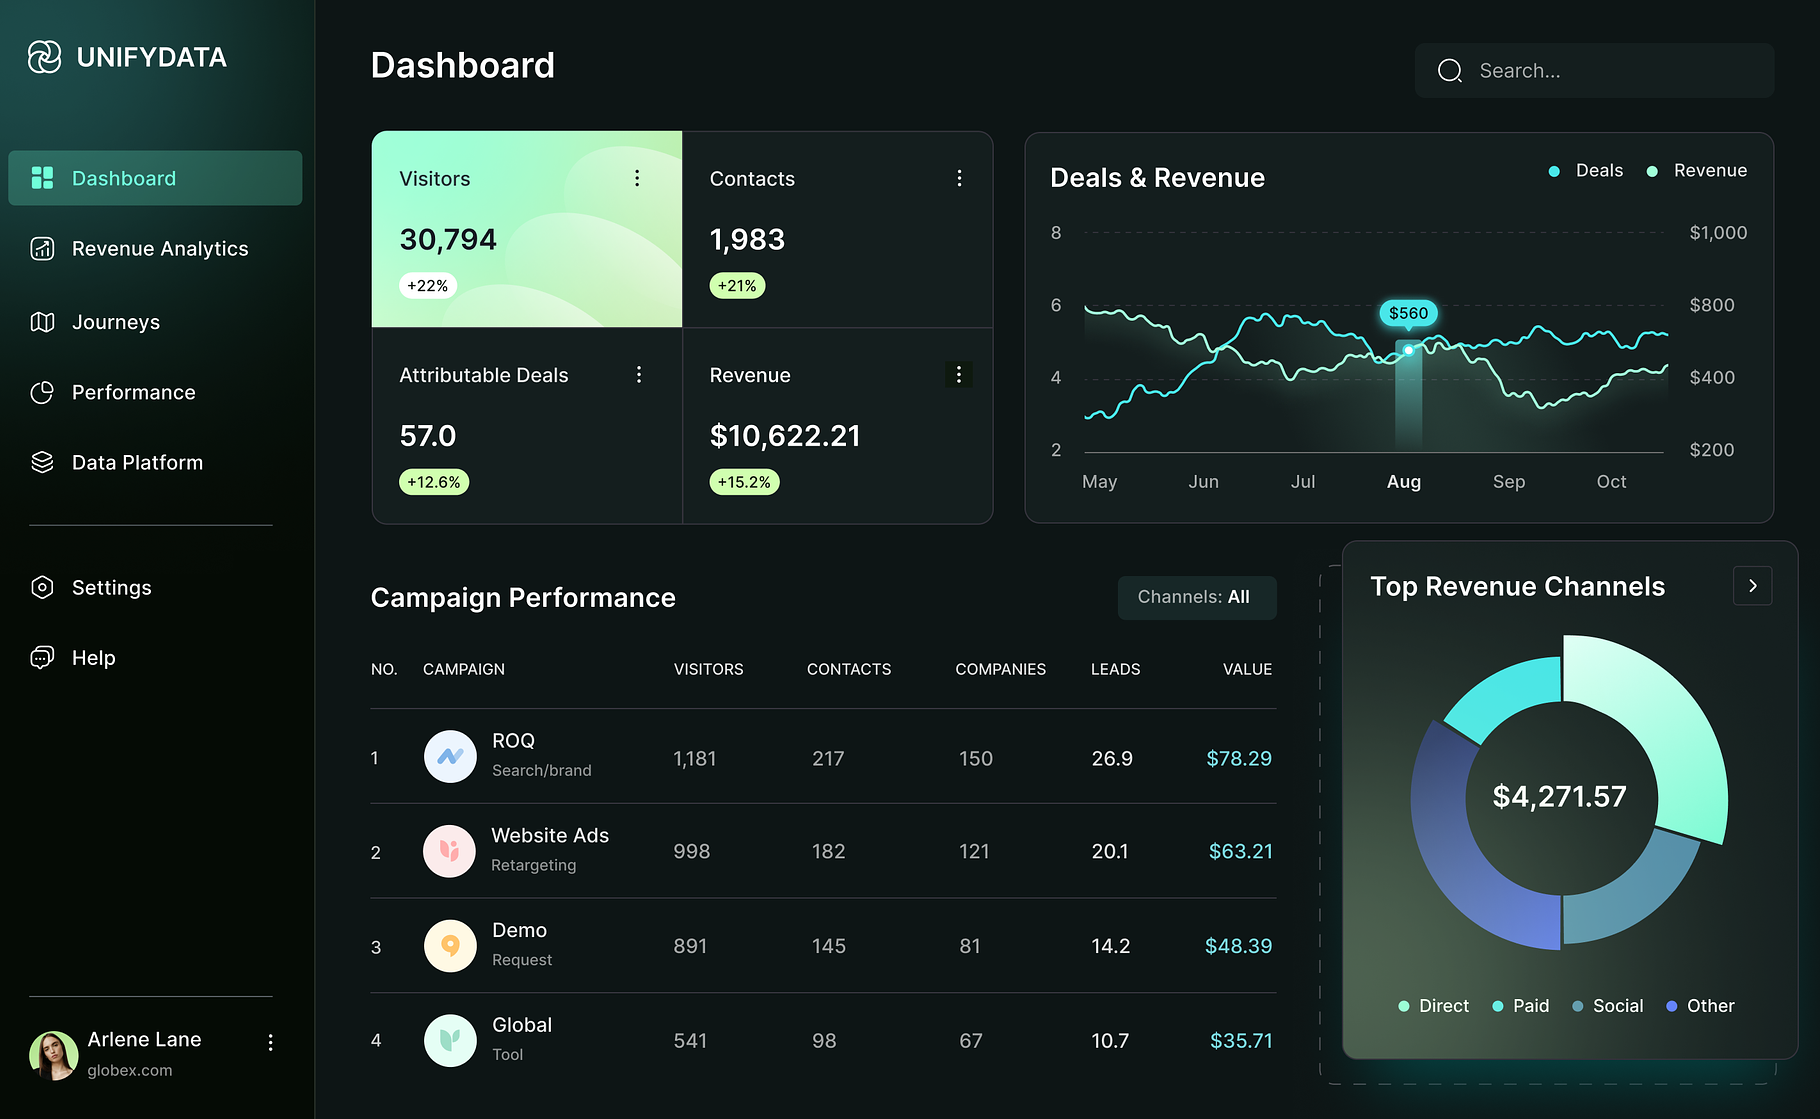 UNIFYDATA
Dashboard
Revenue Analytics
Journeys
Performance
Data Platform
Settings
Help
Arlene Lane
globex.com
Dashboard
Search...
Visitors
30,794
+22%
Contacts
1,983
+21%
Attributable Deals
57.0
+12.6%
Revenue
$10,622.21
+15.2%
Deals & Revenue
Deals Revenue
8 $1,000
6 $800
$560
4 $400
2 $200
May Jun Jul Aug Sep Oct
Campaign Performance
Channels: All
NO. CAMPAIGN VISITORS CONTACTS COMPANIES LEADS VALUE
1 ROQ 1,181 217 150 26.9 $78.29
Search/brand
2 Website Ads 998 182 121 20.1 $63.21
Retargeting
3 Demo 891 145 81 14.2 $48.39
Request
4 Global 541 98 67 10.7 $35.71
Tool
Top Revenue Channels
$4,271.57
Direct Paid Social Other